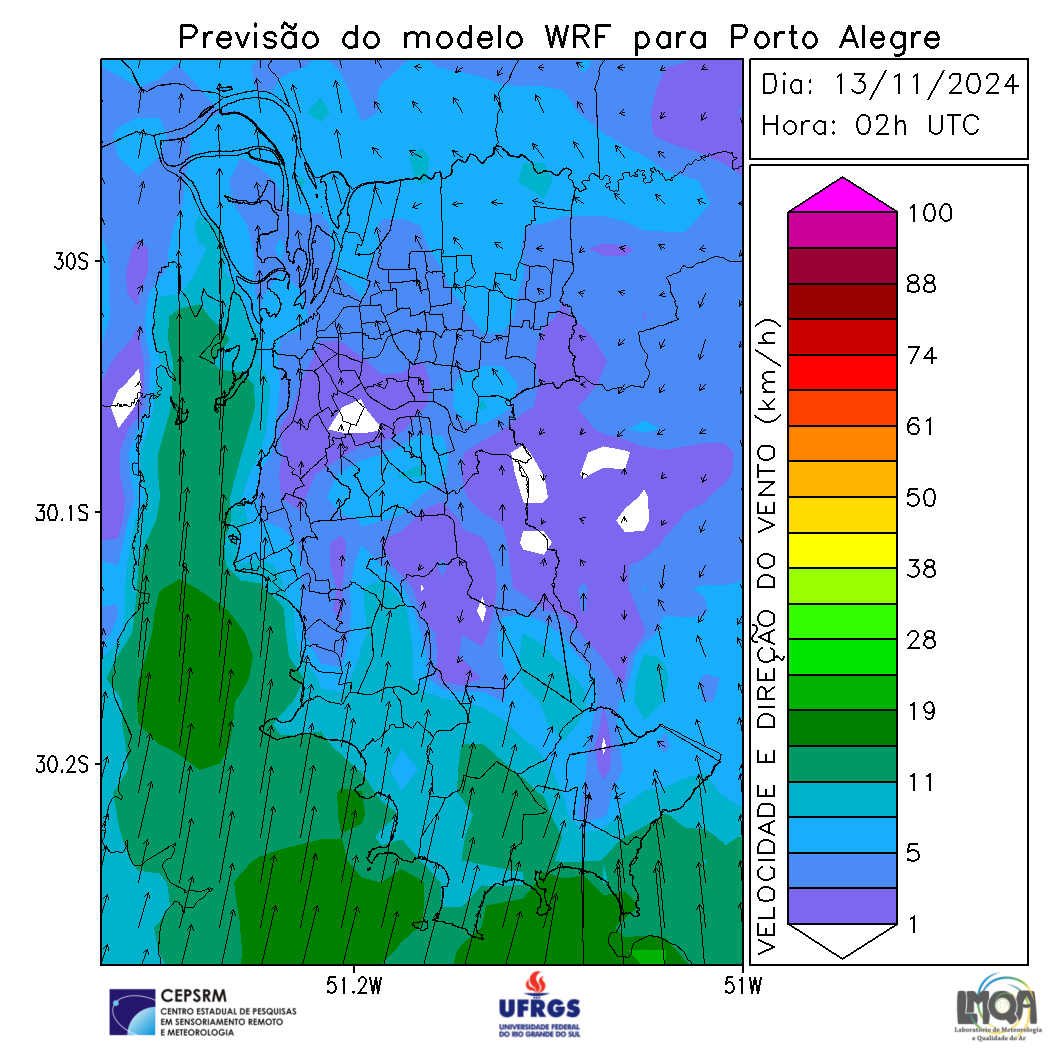 Previsão do modelo WRF para Porto Alegre
Dia: 13/11/2024
Hora: 02h UTC
30S
30.1S
30.2S
51.2W
51W
VELOCIDADE E DIREÇÃO DO VENTO (km/h)
100
88
74
61
50
38
28
19
11
5
1
CEPSRM
CENTRO ESTADUAL DE PESQUISAS
EM SENSORIAMENTO REMOTO
E METEOROLOGIA
UFRGS
UNIVERSIDADE FEDERAL
DO RIO GRANDE DO SUL
LMQA
Laboratório de Meteorologia
e Qualidade do Ar